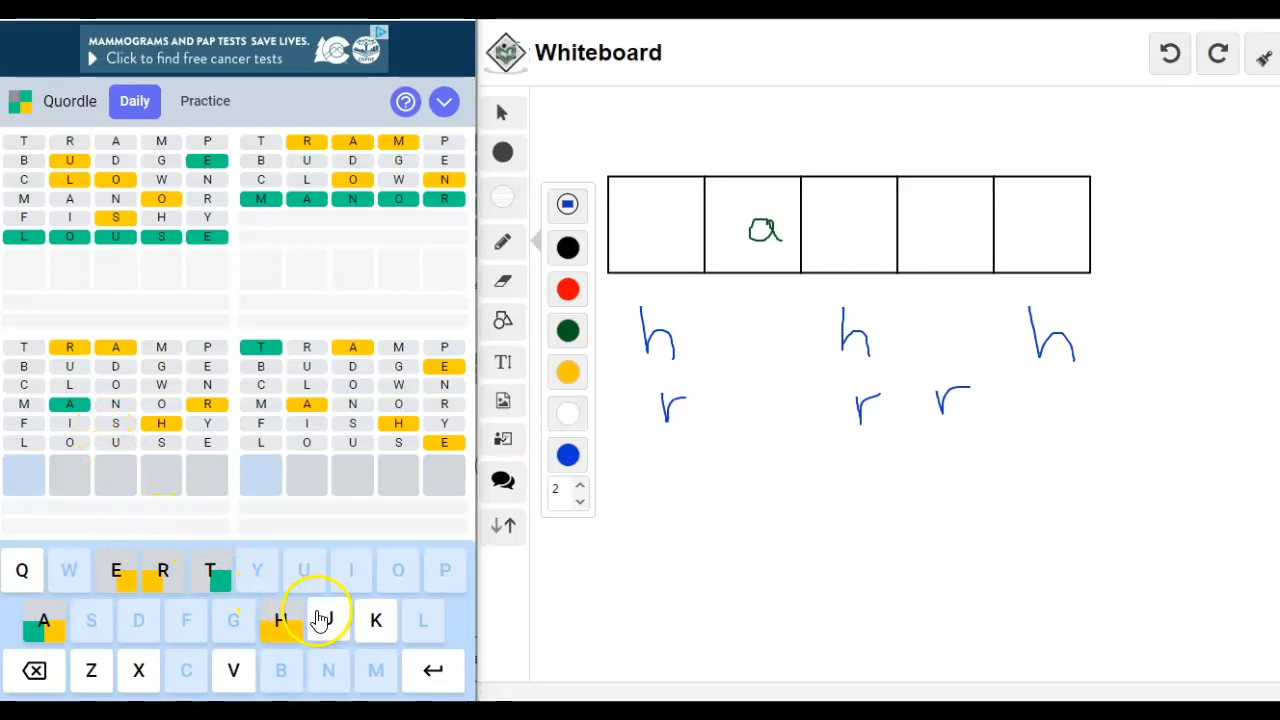 MAMMOGRAMS AND PAP TESTS SAVE LIVES.
Click to find free cancer tests
Whiteboard
Quordle Daily Practice
T R A M P T R A M P
B U D G E B U D G E
C L O W N C L O W N
M A N O R M A N O R
F I S H Y
L O U S E
a
h h h
r r r
T R A M P T R A M P
B U D G E B U D G E
C L O W N C L O W N
M A N O R M A N O R
F I S H Y F I S H Y
L O U S E L O U S E
T
2
Q W E R T Y U I O P
A S D F G H J K L
Z X C V B N M